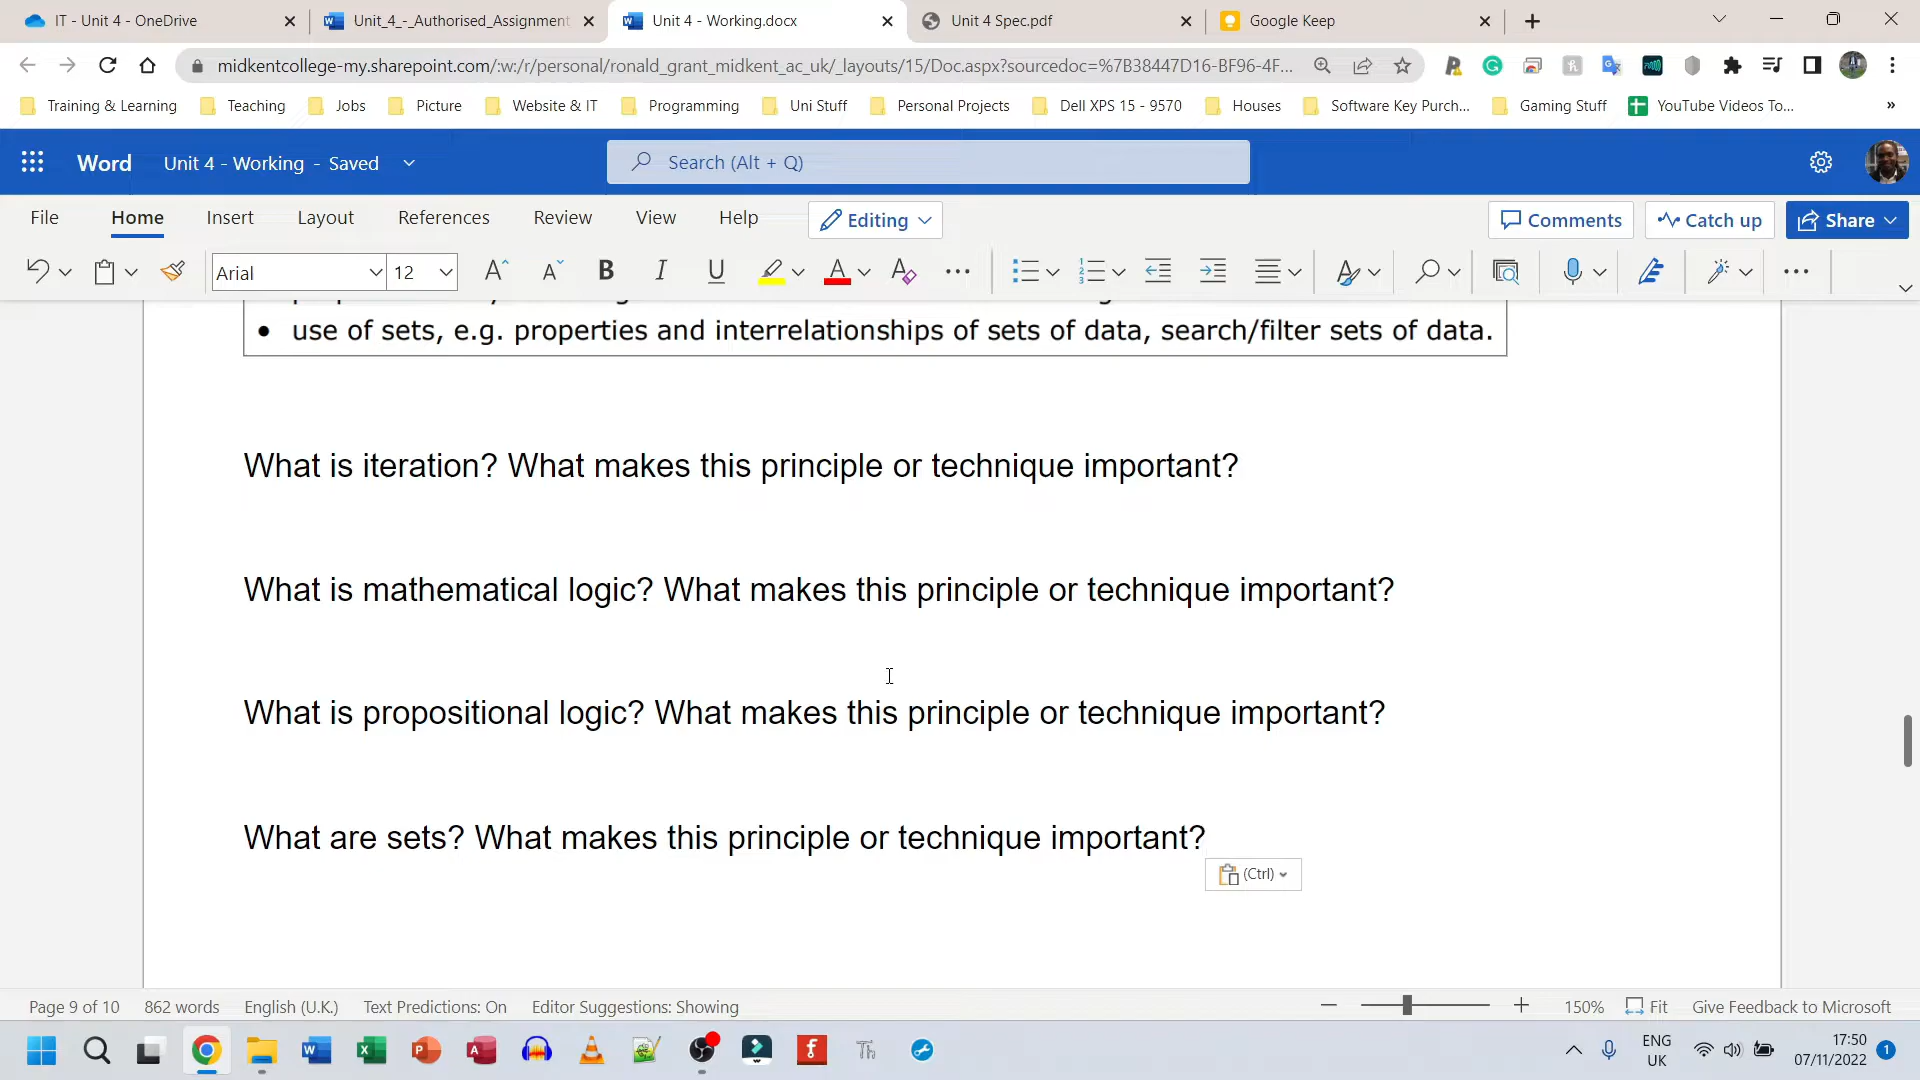 IT - Unit 4 - OneDrive
Unit_4_-_Authorised_Assignment
Unit 4 - Working.docx
Unit 4 Spec.pdf
Google Keep
midkentcollege-my.sharepoint.com/:w:/r/personal/ronald_grant_midkent_ac_uk/_layouts/15/Doc.aspx?sourcedoc=%7B38447D16-BF96-4F...
Training & Learning
Teaching
Jobs
Picture
Website & IT
Programming
Uni Stuff
Personal Projects
Dell XPS 15 - 9570
Houses
Software Key Purch...
Gaming Stuff
YouTube Videos To...
»
Word
Unit 4 - Working - Saved
Search (Alt + Q)
File
Home
Insert
Layout
References
Review
View
Help
Editing
Comments
Catch up
Share
Arial
12
• use of sets, e.g. properties and interrelationships of sets of data, search/filter sets of data.
What is iteration? What makes this principle or technique important?
What is mathematical logic? What makes this principle or technique important?
What is propositional logic? What makes this principle or technique important?
What are sets? What makes this principle or technique important?
(Ctrl)
Page 9 of 10
862 words
English (U.K.)
Text Predictions: On
Editor Suggestions: Showing
150%
Fit
Give Feedback to Microsoft
ENG
UK
17:50
07/11/2022
1